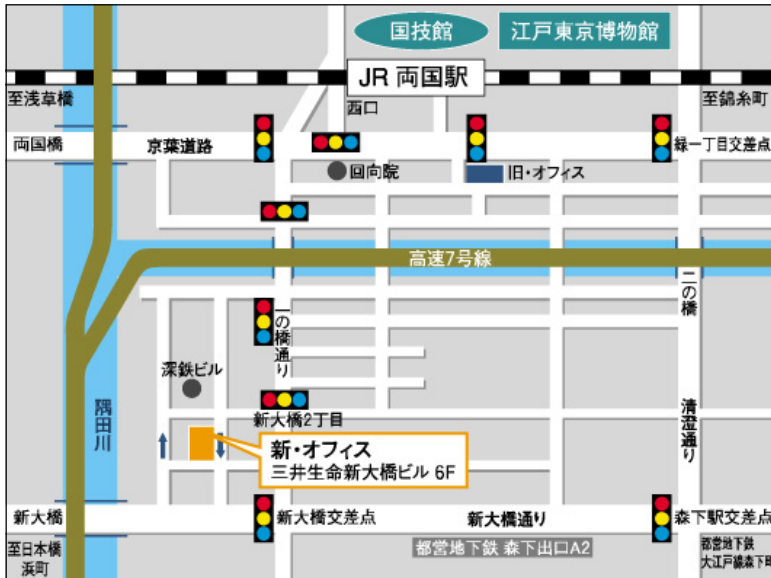 国技館
江戸東京博物館
JR 両国駅
至浅草橋
西口
至錦糸町
両国橋
京葉道路
緑一丁目交差点
回向院
旧・オフィス
高速7号線
二の橋
一の橋通り
深鉄ビル
隅田川
新大橋2丁目
清澄通り
新・オフィス
三井生命新大橋ビル 6F
新大橋
新大橋交差点
新大橋通り
森下駅交差点
至日本橋
浜町
都営地下鉄 森下出口A2
都営地下鉄
大江戸線森下